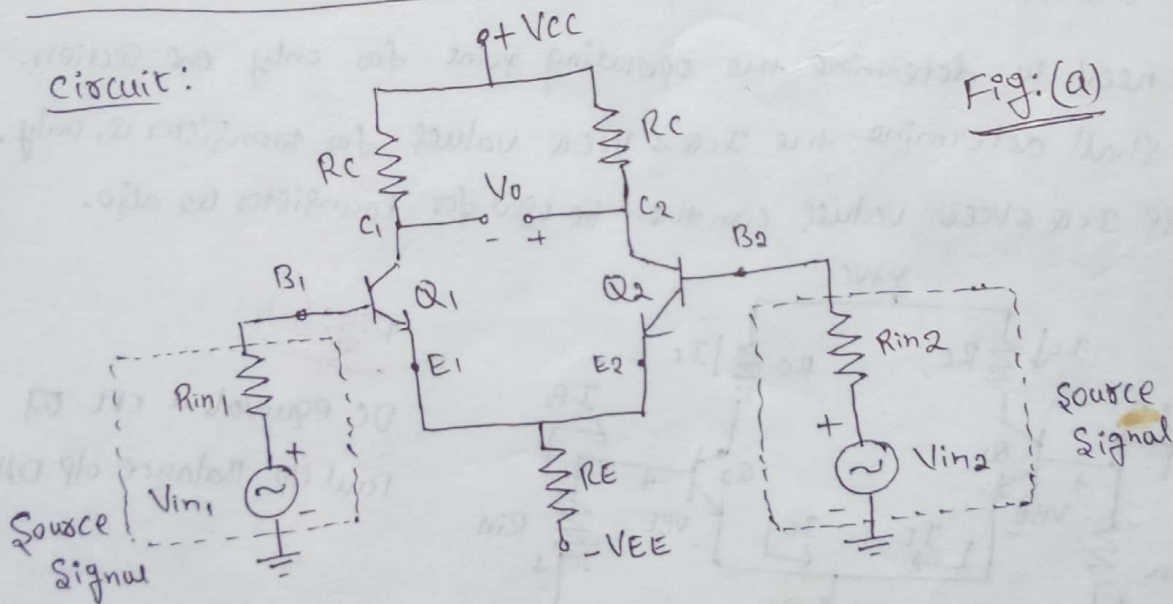 + VCC
Circuit:
Fig:(a)
RC
RC
C1
Vo
C2
- +
B1
Q1
Q2
B2
E1
E2
Rin1
Rin2
+
+
Vin1
Vin2
-
-
RE
-VEE
Source
Signal
Source
Signal